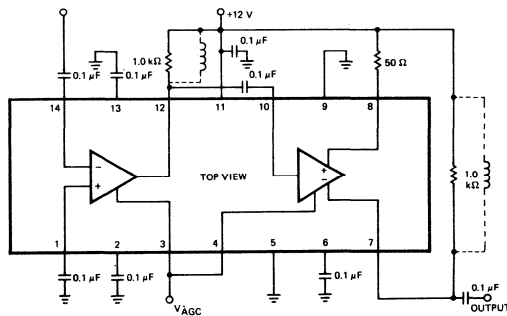 +12 V
0.1 µF
1.0 kΩ
0.1 µF
0.1 µF
0.1 µF
50 Ω
14
13
12
11
10
9
8
−
+
TOP VIEW
+
−
1.0
kΩ
1
2
3
4
5
6
7
0.1 µF
0.1 µF
0.1 µF
0.1 µF
VAGC
OUTPUT